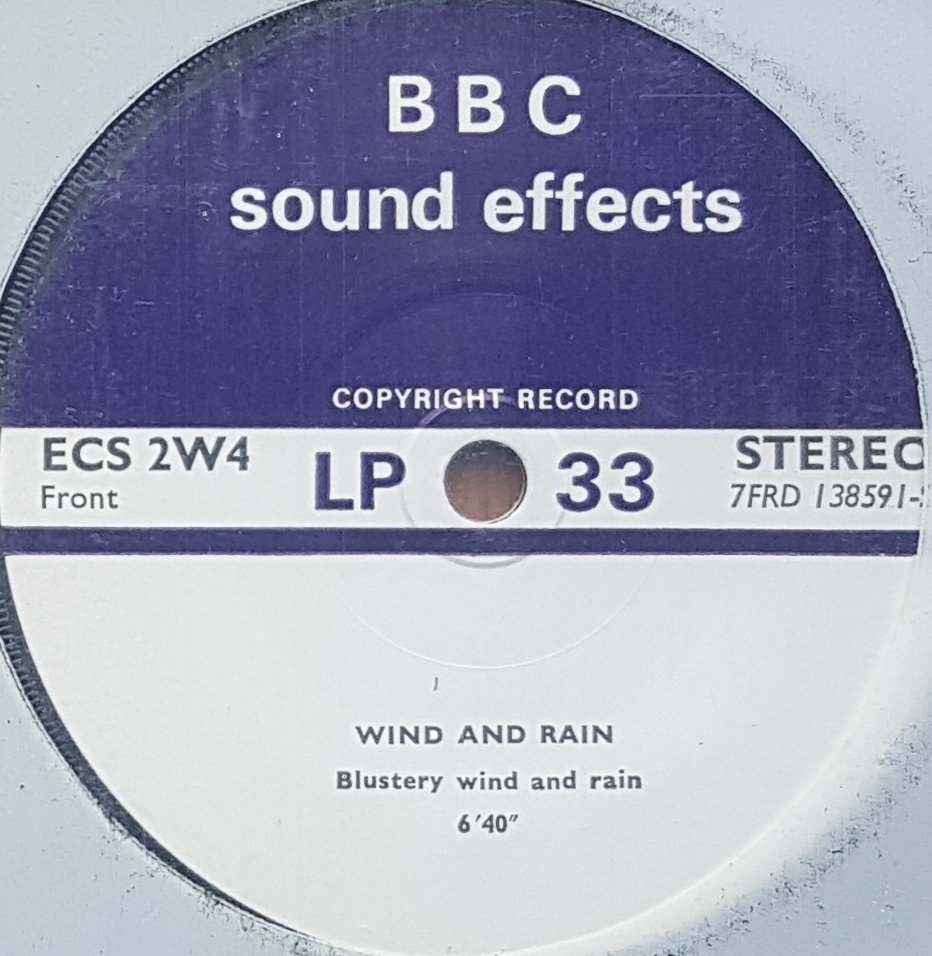 BBC
sound effects
COPYRIGHT RECORD
ECS 2W4
Front
LP 33
STEREO
7FRD 138591-
WIND AND RAIN
Blustery wind and rain
6'40"